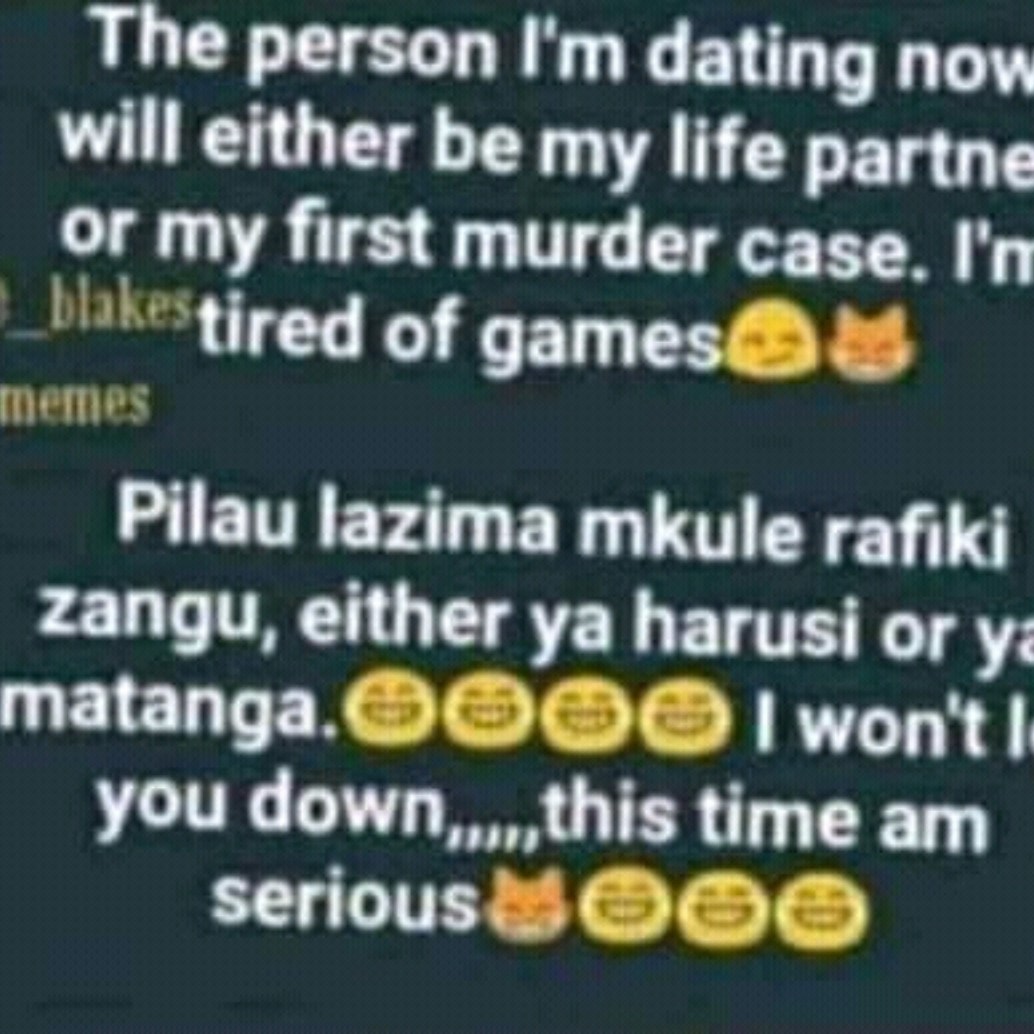 The person I'm dating now
will either be my life partne
or my first murder case. I'm
_blakes
tired of games😏😼
memes
Pilau lazima mkule rafiki
zangu, either ya harusi or ya
matanga.😁😁😁😁 I won't l
you down,,,,,this time am
serious😼😁😁😁